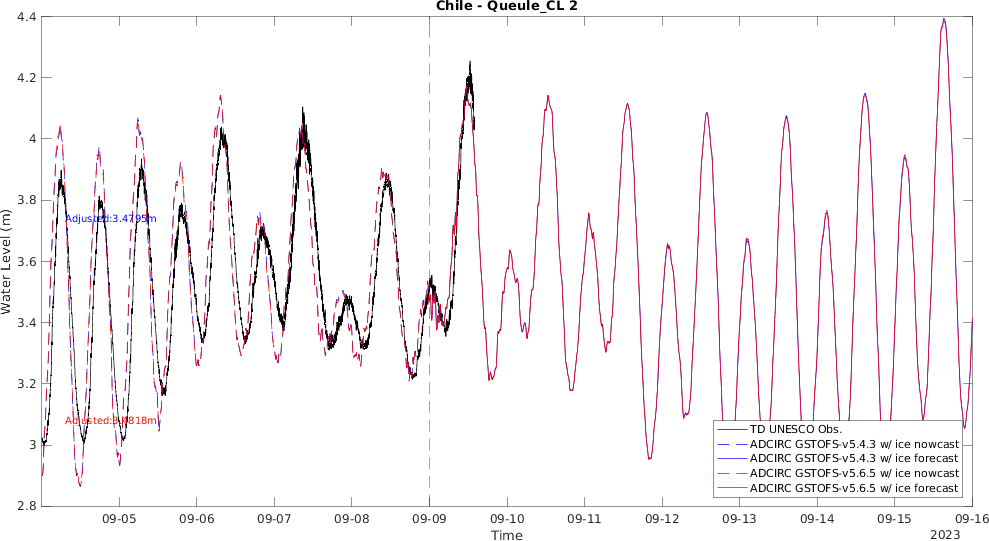 Chile - Queule_CL 2
4.4
4.2
4
3.8
3.6
3.4
3.2
3
2.8
Water Level (m)
Adjusted:3.4795m
TD UNESCO Obs.
ADCIRC GSTOFS-v5.4.3 w/ ice nowcast
ADCIRC GSTOFS-v5.4.3 w/ ice forecast
ADCIRC GSTOFS-v5.6.5 w/ ice nowcast
ADCIRC GSTOFS-v5.6.5 w/ ice forecast
09-05 09-06 09-07 09-08 09-09 09-10 09-11 09-12 09-13 09-14 09-15 09-16
Time
2023